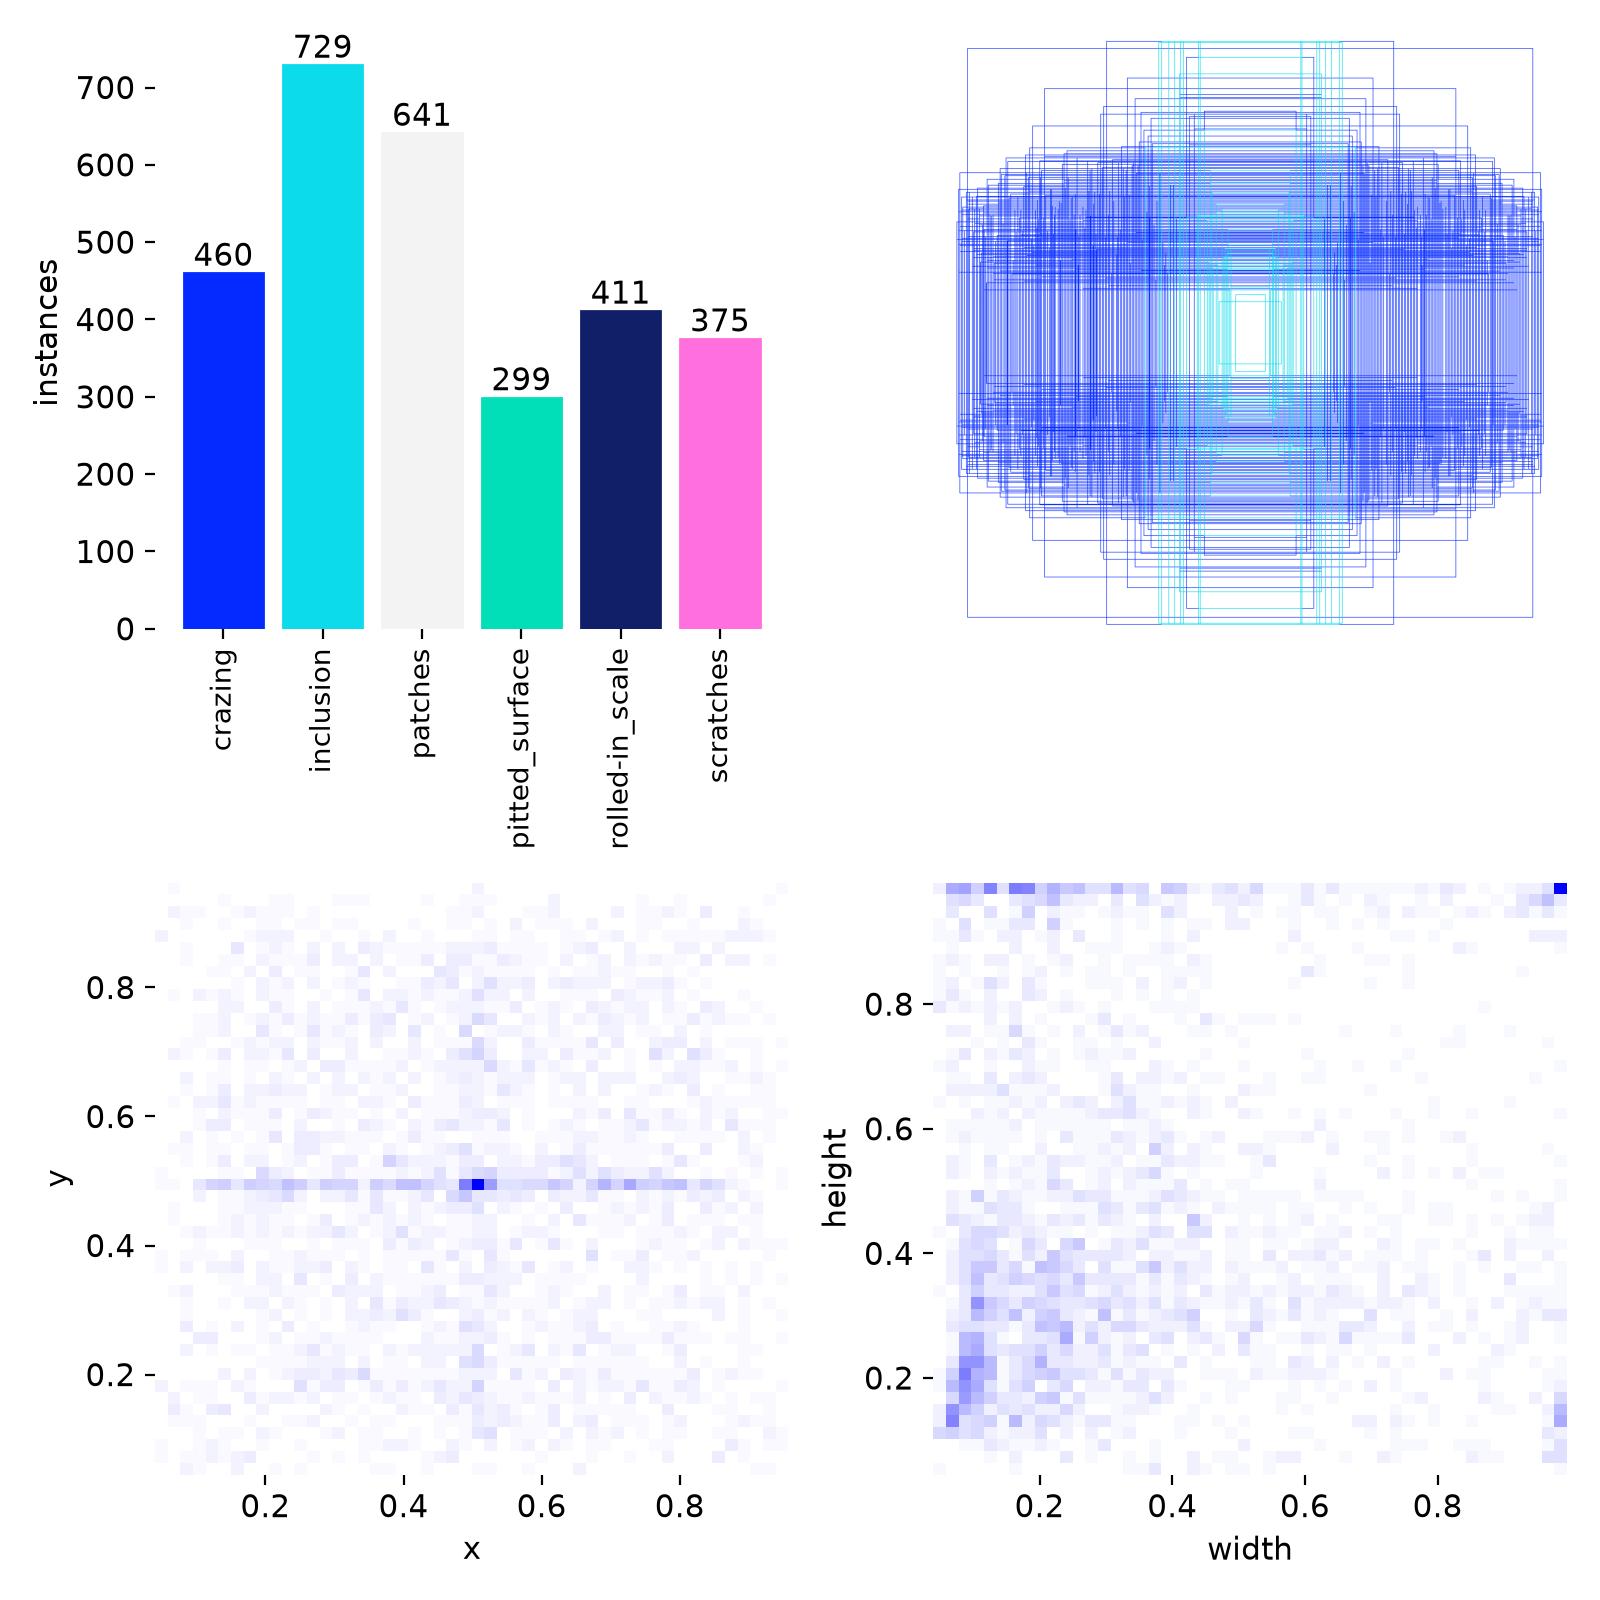 instances
700
600
500
400
300
200
100
0
460
729
641
299
411
375
crazing
inclusion
patches
pitted_surface
rolled-in_scale
scratches
y
0.8
0.6
0.4
0.2
0.2 0.4 0.6 0.8
x
height
0.8
0.6
0.4
0.2
0.2 0.4 0.6 0.8
width